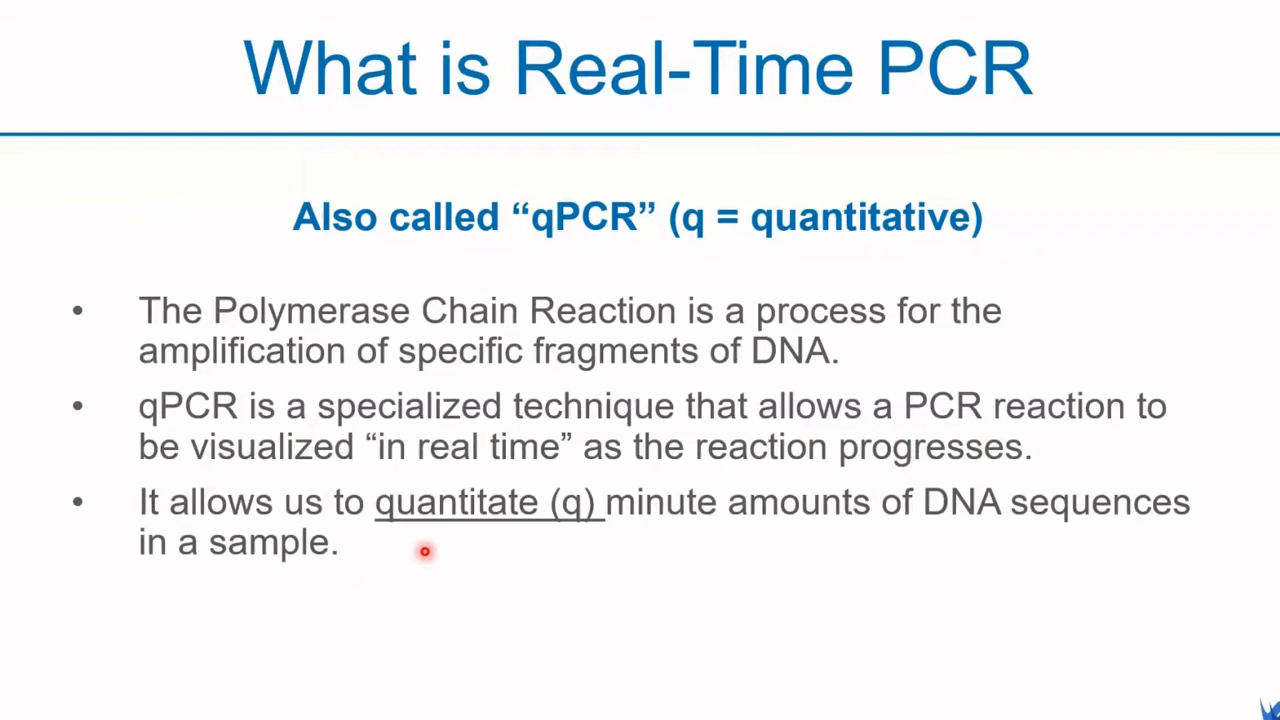 What is Real-Time PCR
Also called “qPCR” (q = quantitative)
• The Polymerase Chain Reaction is a process for the
amplification of specific fragments of DNA.
• qPCR is a specialized technique that allows a PCR reaction to
be visualized “in real time” as the reaction progresses.
• It allows us to quantitate (q) minute amounts of DNA sequences
in a sample.